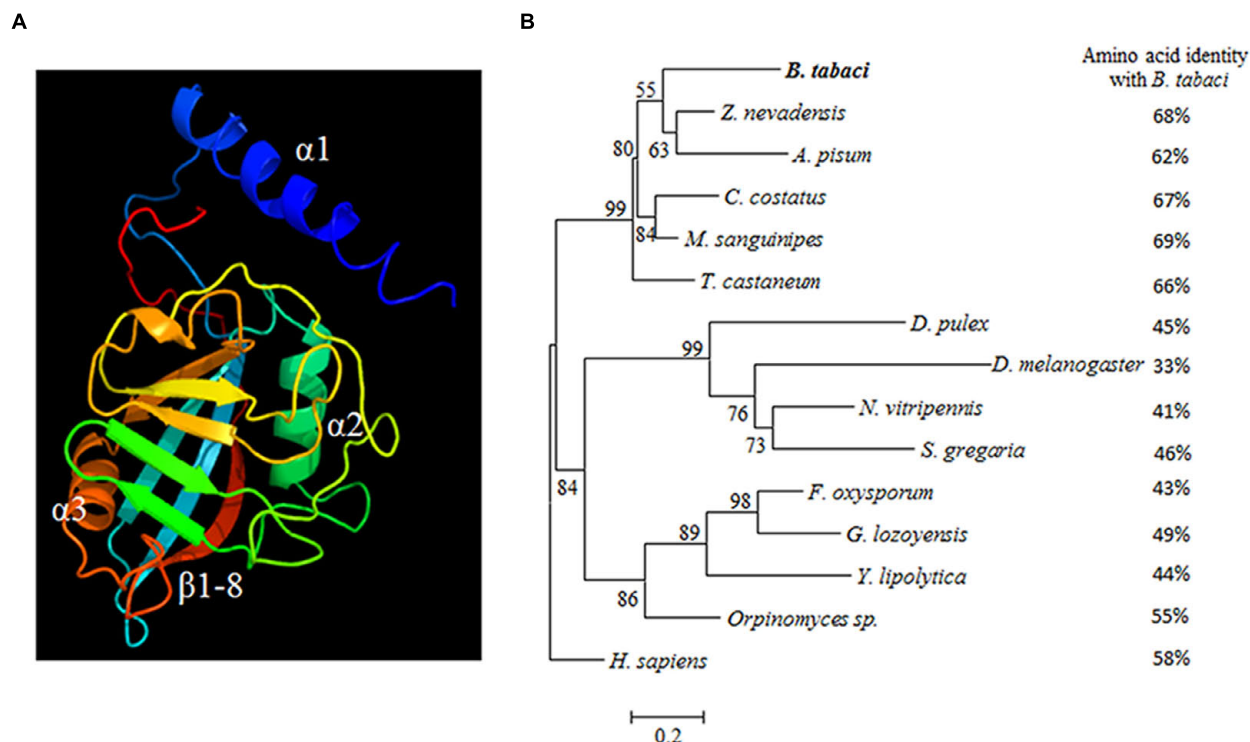 A
B
α1
α2
α3
β1-8
Amino acid identity
with B. tabaci
B. tabaci
55
Z. nevadensis 68%
80
63
A. pisum 62%
C. costatus 67%
99
84
M. sanguinipes 69%
T. castaneum 66%
D. pulex 45%
99
D. melanogaster 33%
76
N. vitripennis 41%
73
S. gregaria 46%
84
F. oxysporum 43%
98
G. lozoyensis 49%
89
Y. lipolytica 44%
86
Orpinomyces sp. 55%
H. sapiens 58%
0.2